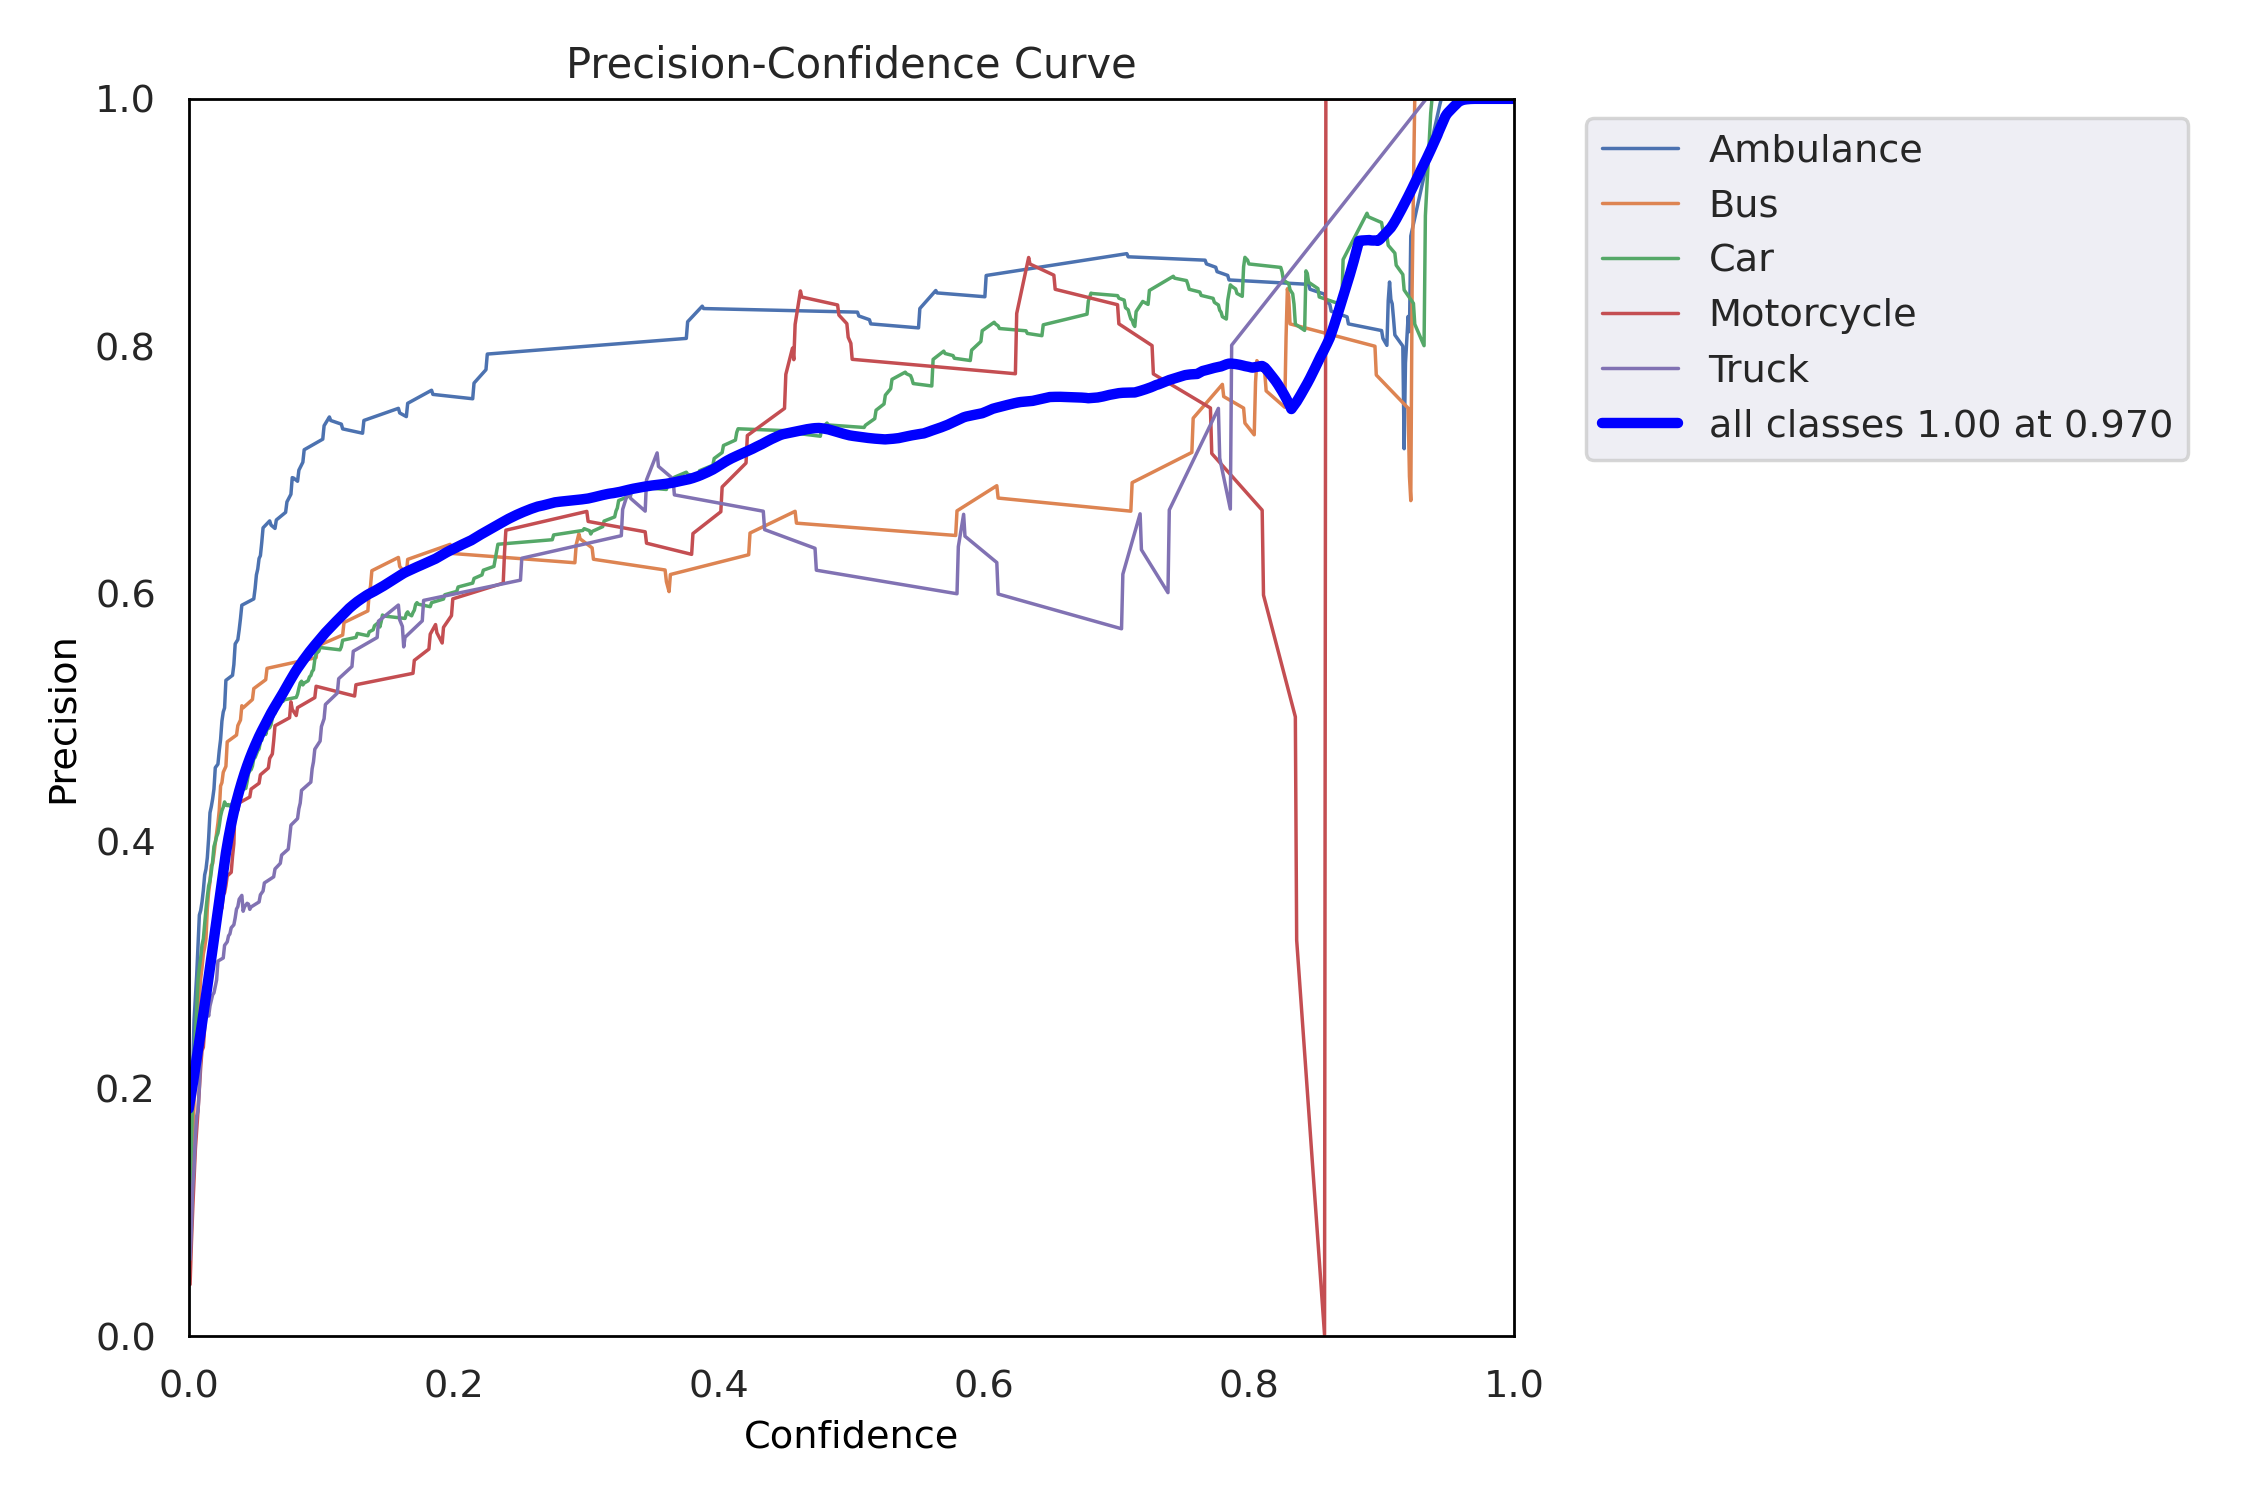 Precision-Confidence Curve
1.0
0.8
0.6
0.4
0.2
0.0
Precision
0.0 0.2 0.4 0.6 0.8 1.0
Confidence
Ambulance
Bus
Car
Motorcycle
Truck
all classes 1.00 at 0.970